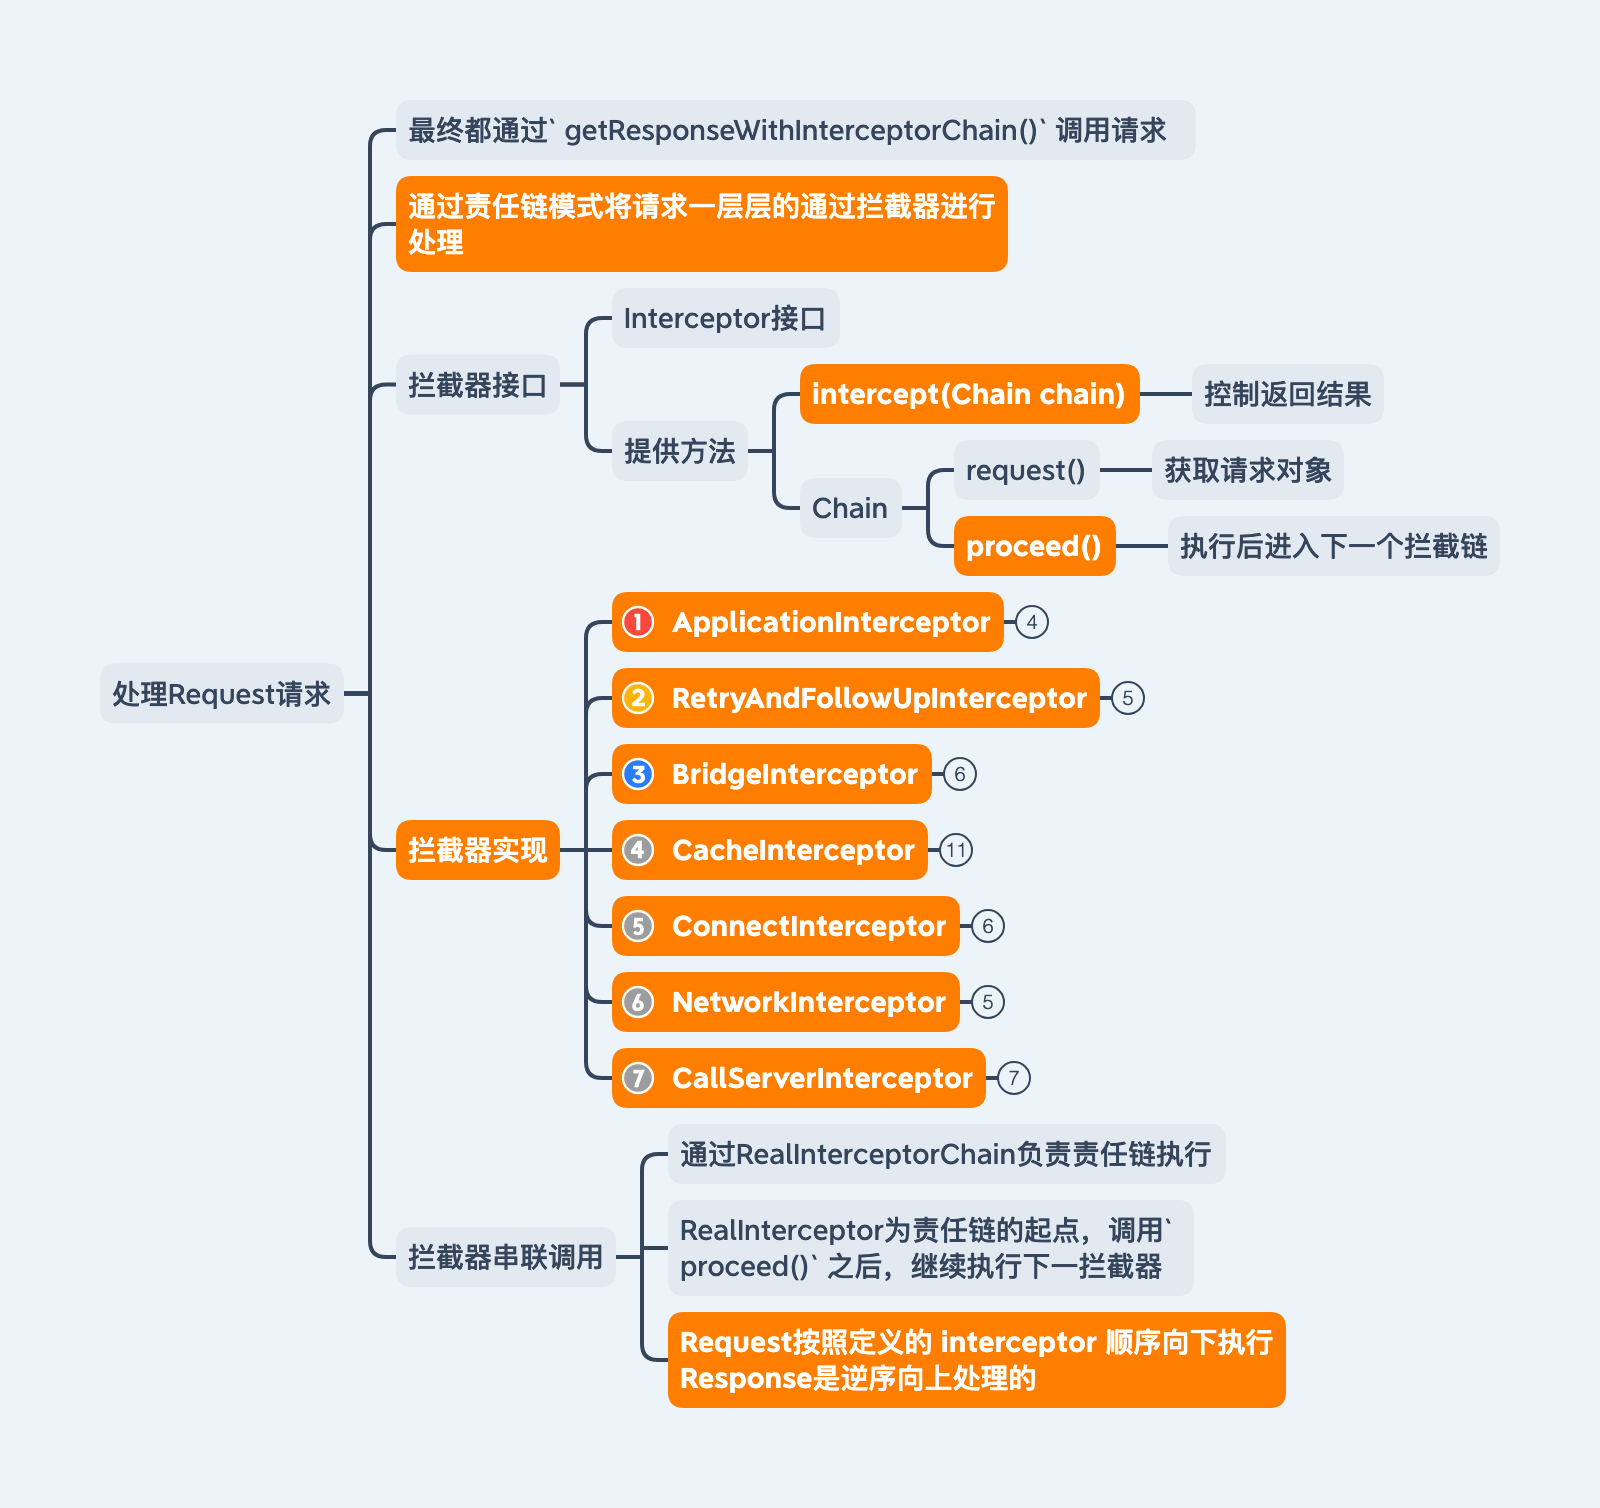 最终都通过` getResponseWithInterceptorChain()` 调用请求
通过责任链模式将请求一层层的通过拦截器进行
处理
Interceptor接口
拦截器接口
intercept(Chain chain)
控制返回结果
提供方法
request()
获取请求对象
Chain
proceed()
执行后进入下一个拦截链
1 ApplicationInterceptor 4
处理Request请求
2 RetryAndFollowUpInterceptor 5
3 BridgeInterceptor 6
拦截器实现
4 CacheInterceptor 11
5 ConnectInterceptor 6
6 NetworkInterceptor 5
7 CallServerInterceptor 7
通过RealInterceptorChain负责责任链执行
拦截器串联调用
RealInterceptor为责任链的起点，调用`
proceed()` 之后，继续执行下一拦截器
Request按照定义的 interceptor 顺序向下执行
Response是逆序向上处理的